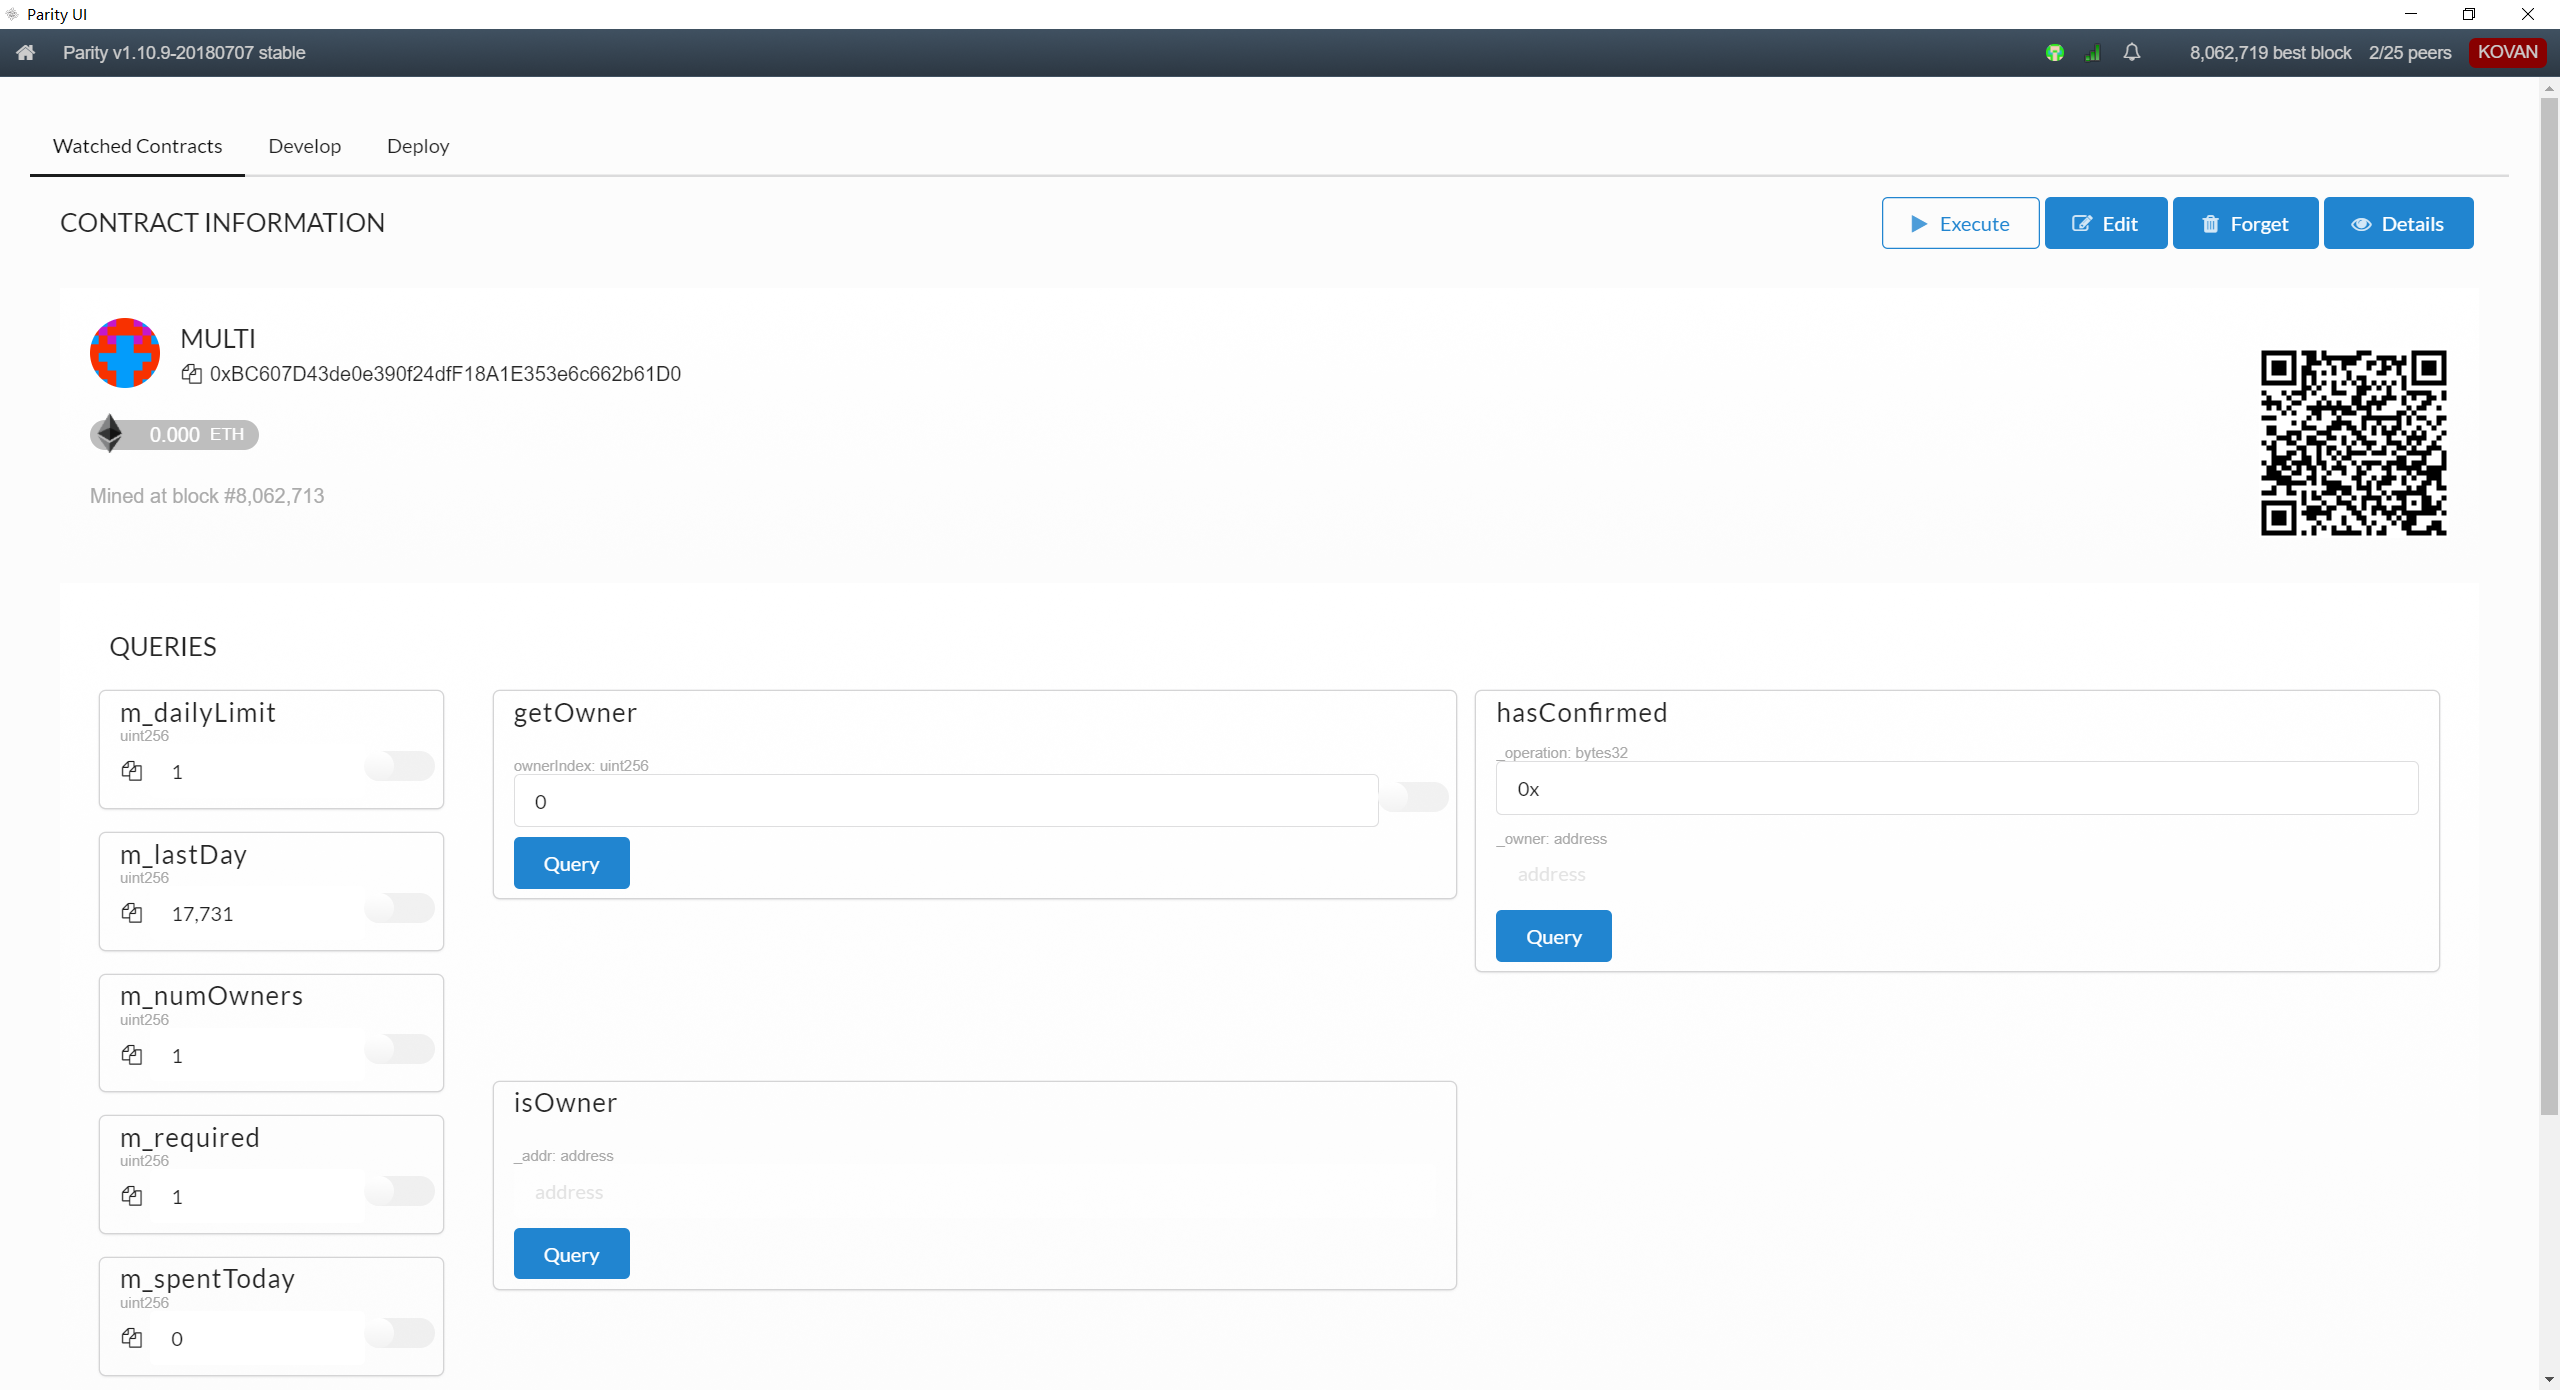 Parity UI
Parity v1.10.9-20180707 stable
8,062,719 best block 2/25 peers KOVAN
Watched Contracts Develop Deploy
CONTRACT INFORMATION
Execute Edit Forget Details
MULTI
0xBC607D43de0e390f24dfF18A1E353e6c662b61D0
0.000 ETH
Mined at block #8,062,713
QUERIES
m_dailyLimit
uint256
1
m_lastDay
uint256
17,731
m_numOwners
uint256
1
m_required
uint256
1
m_spentToday
uint256
0
getOwner
ownerIndex: uint256
0
Query
isOwner
_addr: address
address
Query
hasConfirmed
_operation: bytes32
0x
_owner: address
address
Query